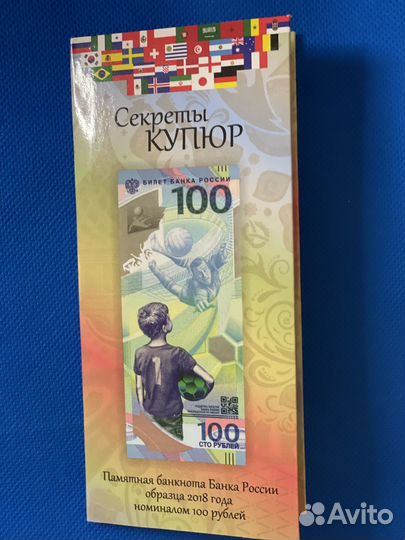 Секреты
КУПЮР
БИЛЕТ БАНКА РОССИИ
100
1
100
СТО РУБЛЕЙ
Памятная банкнота Банка России
образца 2018 года
номиналом 100 рублей
Avito